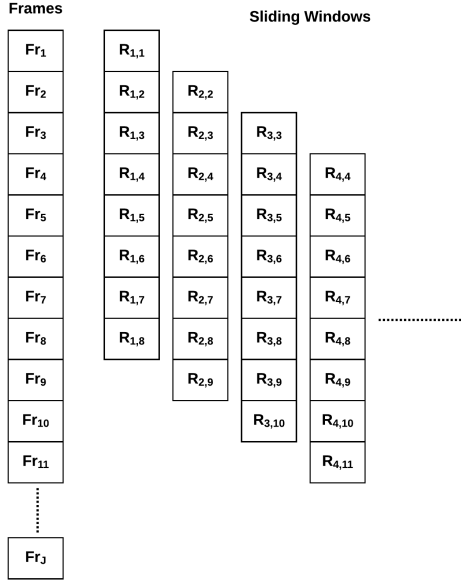 Frames
Sliding Windows
Fr1 R1,1
Fr2 R1,2 R2,2
Fr3 R1,3 R2,3 R3,3
Fr4 R1,4 R2,4 R3,4 R4,4
Fr5 R1,5 R2,5 R3,5 R4,5
Fr6 R1,6 R2,6 R3,6 R4,6
Fr7 R1,7 R2,7 R3,7 R4,7
Fr8 R1,8 R2,8 R3,8 R4,8
Fr9 R2,9 R3,9 R4,9
Fr10 R3,10 R4,10
Fr11 R4,11
FrJ